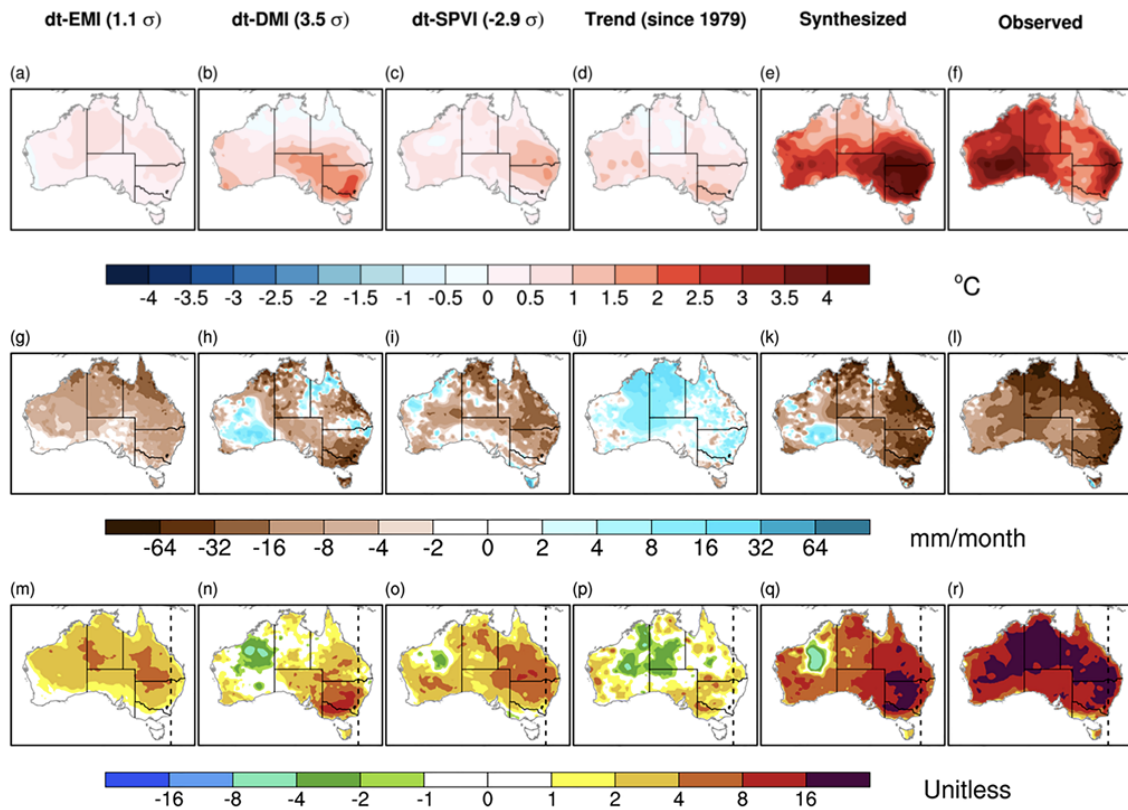 dt-EMI (1.1 σ) dt-DMI (3.5 σ) dt-SPVI (-2.9 σ) Trend (since 1979) Synthesized Observed
(a) (b) (c) (d) (e) (f)
-4 -3.5 -3 -2.5 -2 -1.5 -1 -0.5 0 0.5 1 1.5 2 2.5 3 3.5 4
°C
(g) (h) (i) (j) (k) (l)
-64 -32 -16 -8 -4 -2 0 2 4 8 16 32 64
mm/month
(m) (n) (o) (p) (q) (r)
-16 -8 -4 -2 -1 0 1 2 4 8 16
Unitless